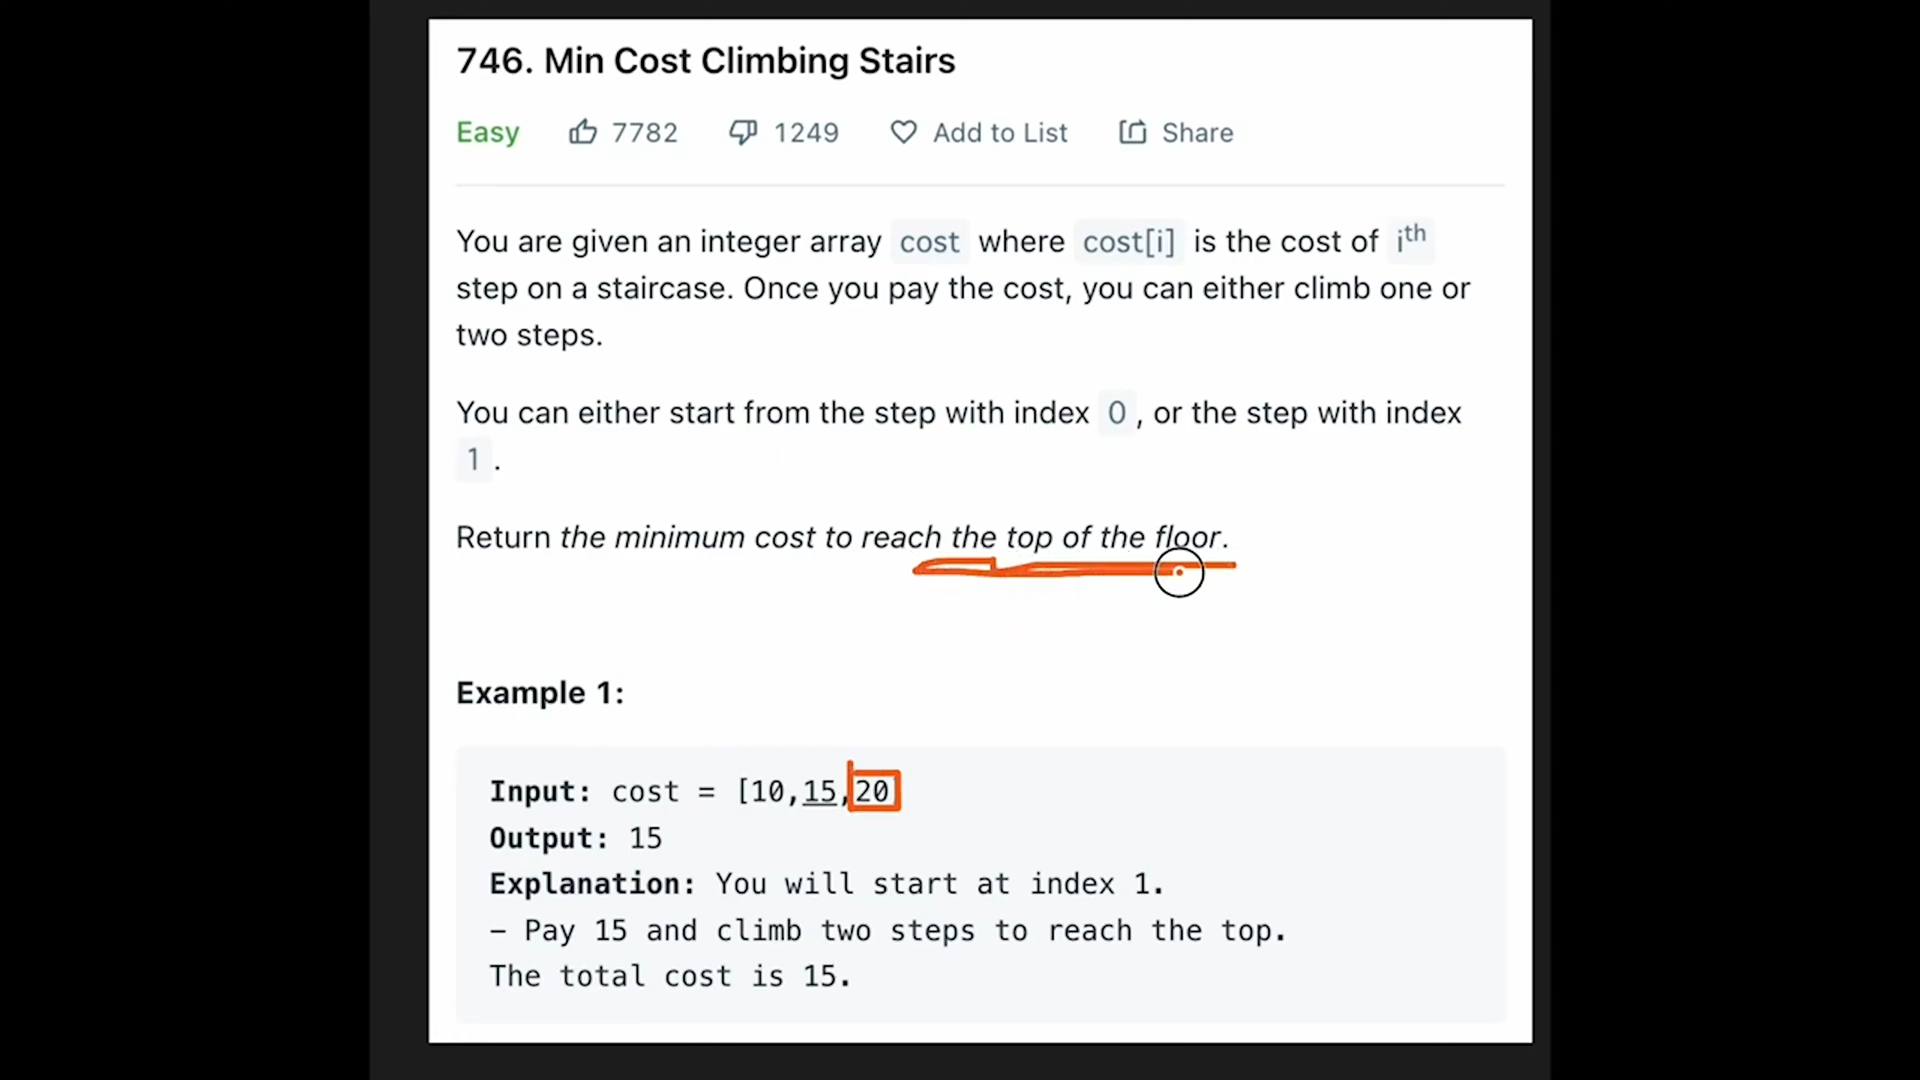 746. Min Cost Climbing Stairs
Easy 7782 1249 Add to List Share
You are given an integer array cost where cost[i] is the cost of ith
step on a staircase. Once you pay the cost, you can either climb one or
two steps.
You can either start from the step with index 0, or the step with index
1.
Return the minimum cost to reach the top of the floor.
Example 1:
Input: cost = [10,15,20]
Output: 15
Explanation: You will start at index 1.
- Pay 15 and climb two steps to reach the top.
The total cost is 15.